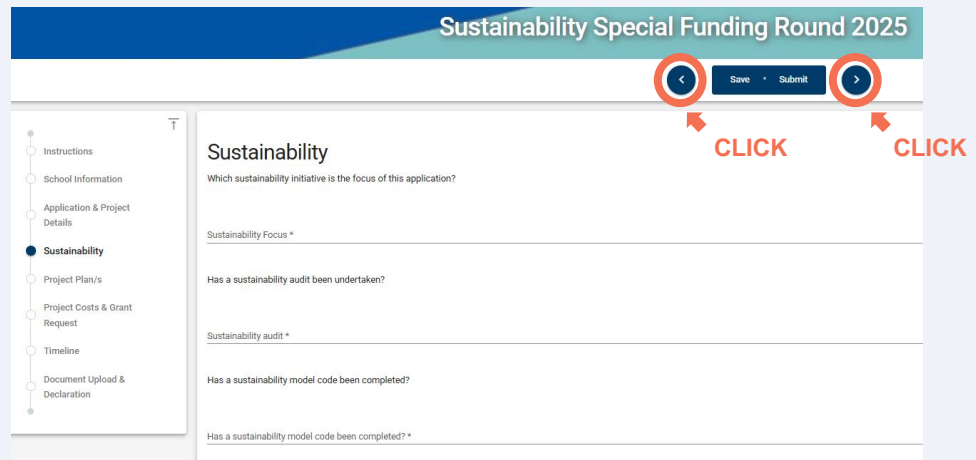 Sustainability Special Funding Round 2025
Save • Submit
CLICK
CLICK
Instructions
School Information
Application & Project
Details
Sustainability
Project Plan/s
Project Costs & Grant
Request
Timeline
Document Upload &
Declaration
Sustainability
Which sustainability initiative is the focus of this application?
Sustainability Focus *
Has a sustainability audit been undertaken?
Sustainability audit *
Has a sustainability model code been completed?
Has a sustainability model code been completed? *